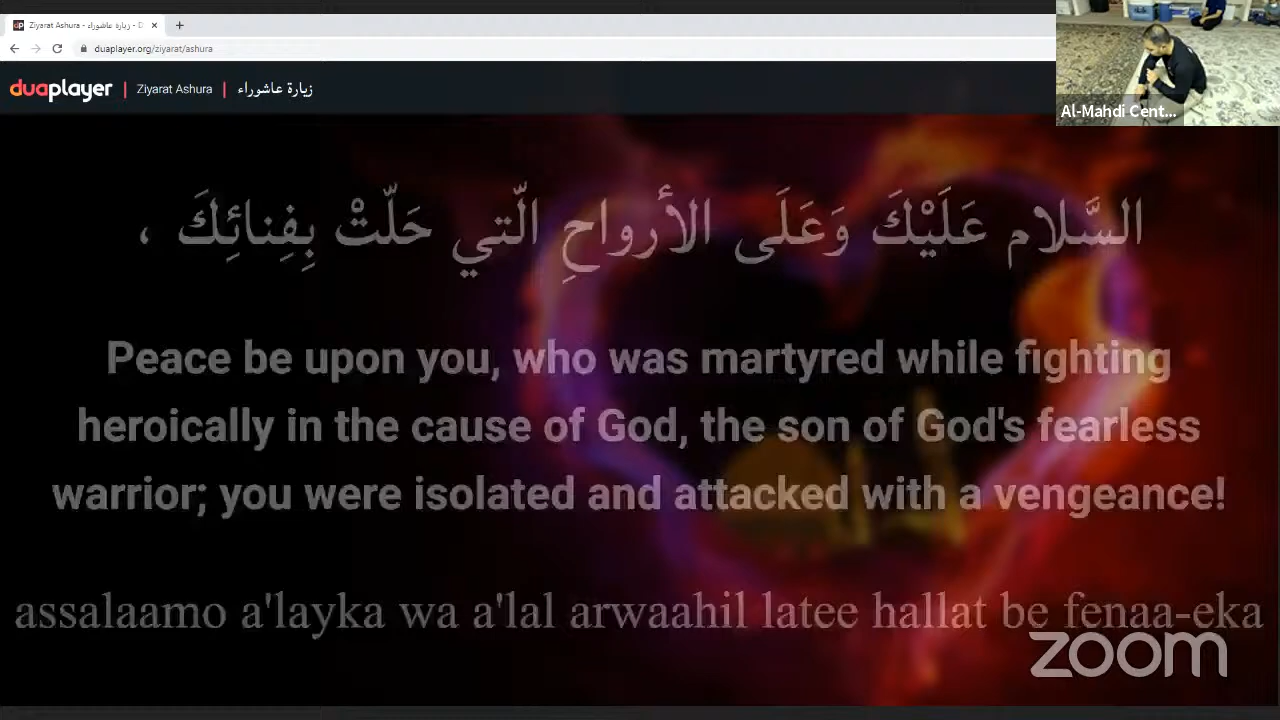 Ziyarat Ashura - زيارة عاشوراء - D
duaplayer.org/ziyarat/ashura
duaplayer | Ziyarat Ashura | زيارة عاشوراء
Al-Mahdi Cent...
السَّلام عَلَيْكَ وَعَلَى الأرواحِ الّتي حَلّتْ بِفِنائِكَ ،
Peace be upon you, who was martyred while fighting
heroically in the cause of God, the son of God's fearless
warrior; you were isolated and attacked with a vengeance!
assalaamo a'layka wa a'lal arwaahil latee hallat be fenaa-eka
zoom